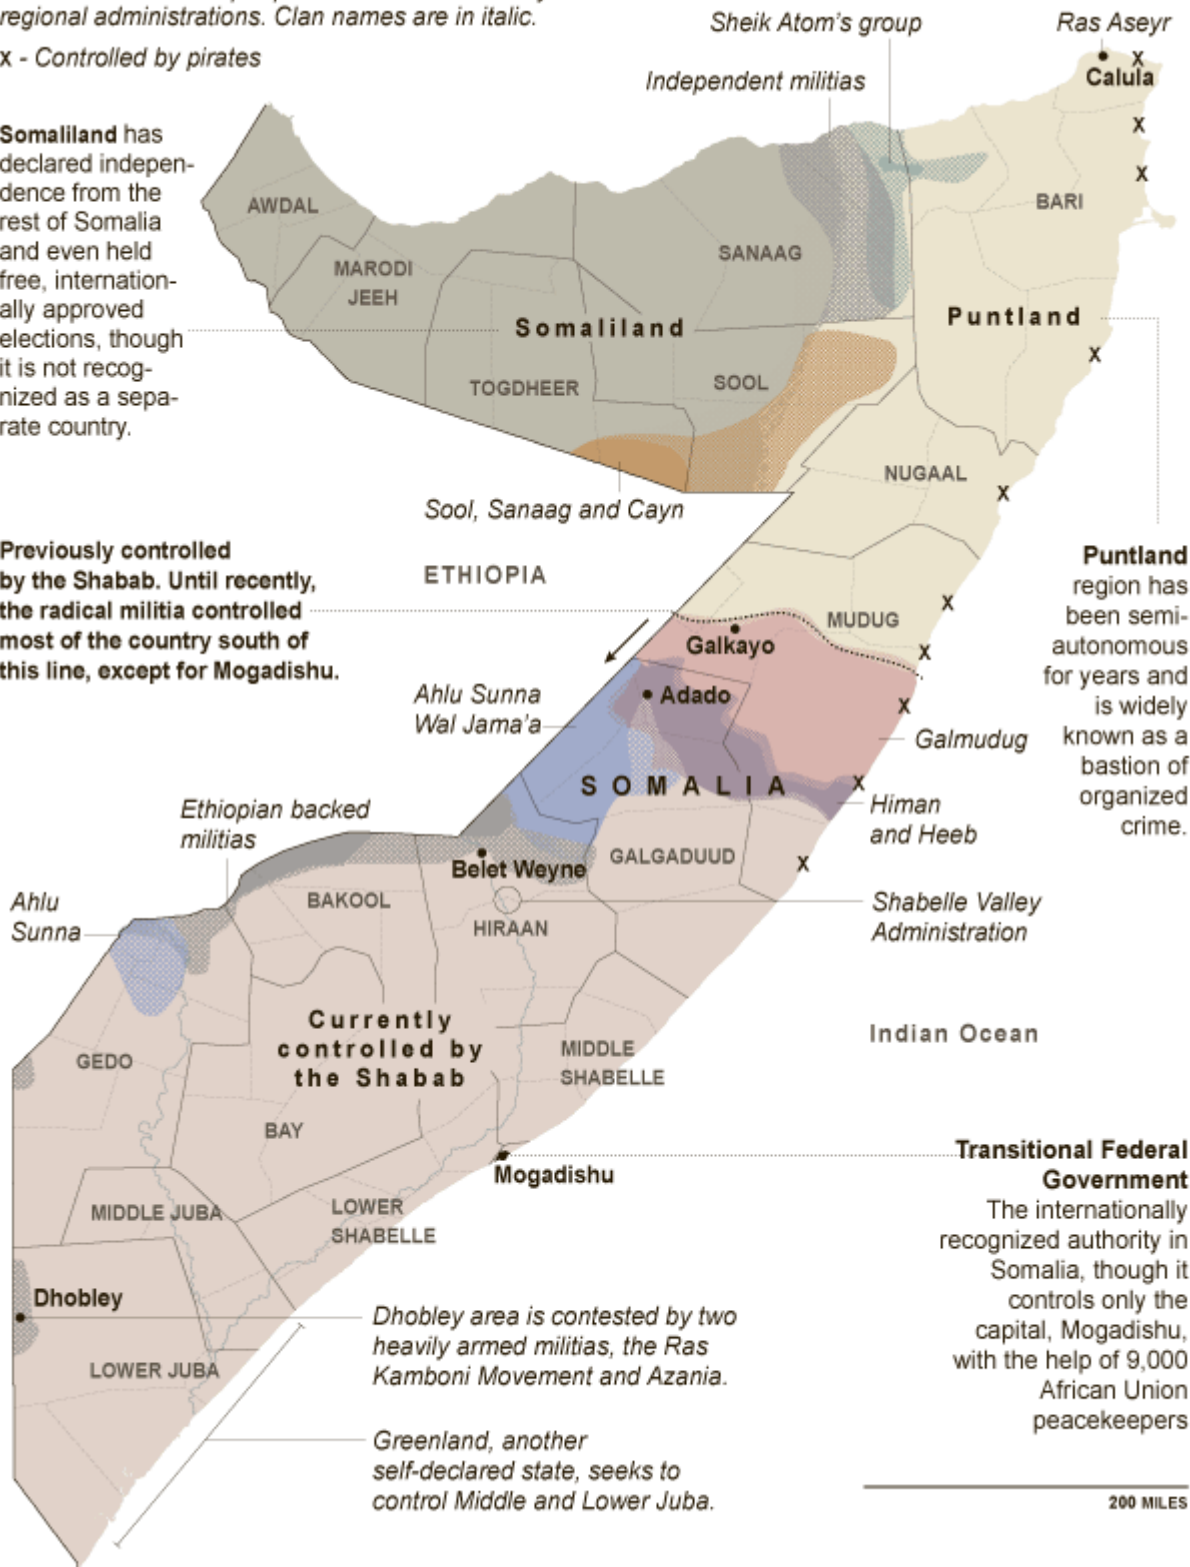 regional administrations. Clan names are in italic.
x - Controlled by pirates
Sheik Atom's group
Ras Aseyr
Independent militias
Calula
Somaliland has
declared indepen-
dence from the
rest of Somalia
and even held
free, internation-
ally approved
elections, though
it is not recog-
nized as a sepa-
rate country.
AWDAL
MARODI
JEEH
SANAAG
BARI
Somaliland
Puntland
TOGDHEER
SOOL
NUGAAL
Sool, Sanaag and Cayn
Previously controlled
by the Shabab. Until recently,
the radical militia controlled
most of the country south of
this line, except for Mogadishu.
ETHIOPIA
Puntland
region has
been semi-
autonomous
for years and
is widely
known as a
bastion of
organized
crime.
MUDUG
Galkayo
Adado
Ahlu Sunna
Wal Jama'a
Galmudug
SOMALIA
Himan
and Heeb
Ethiopian backed
militias
Belet Weyne
GALGADUUD
Ahlu
Sunna
BAKOOL
HIRAAN
Shabelle Valley
Administration
Currently
controlled by
the Shabab
Indian Ocean
GEDO
MIDDLE
SHABELLE
BAY
Mogadishu
Transitional Federal
Government
The internationally
recognized authority in
Somalia, though it
controls only the
capital, Mogadishu,
with the help of 9,000
African Union
peacekeepers
MIDDLE JUBA
LOWER
SHABELLE
Dhobley
Dhobley area is contested by two
heavily armed militias, the Ras
Kamboni Movement and Azania.
LOWER JUBA
Greenland, another
self-declared state, seeks to
control Middle and Lower Juba.
200 MILES
x
x
x
x
x
x
x
x
x
x